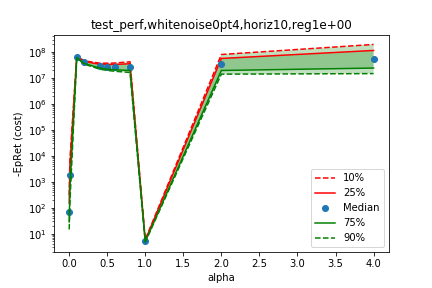 test_perf,whitenoise0pt4,horiz10,reg1e+00
-EpRet (cost)
10⁸
10⁷
10⁶
10⁵
10⁴
10³
10²
10¹
10%
25%
Median
75%
90%
0.0 0.5 1.0 1.5 2.0 2.5 3.0 3.5 4.0
alpha